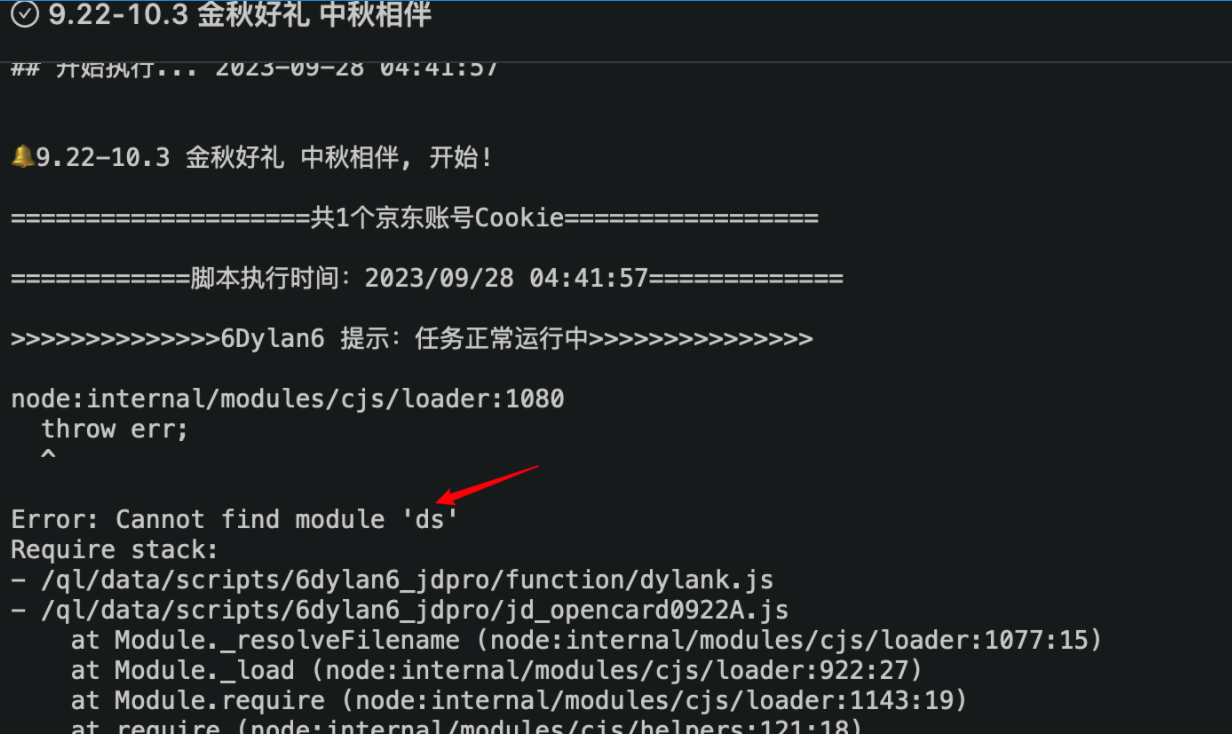 9.22-10.3 金秋好礼 中秋相伴
## 开始执行... 2023-09-28 04:41:57
🔔9.22-10.3 金秋好礼 中秋相伴, 开始!
====================共1个京东账号Cookie=================
============脚本执行时间：2023/09/28 04:41:57=============
>>>>>>>>>>>>>>6Dylan6 提示：任务正常运行中>>>>>>>>>>>>>>>
node:internal/modules/cjs/loader:1080
throw err;
^
Error: Cannot find module 'ds'
Require stack:
- /ql/data/scripts/6dylan6_jdpro/function/dylank.js
- /ql/data/scripts/6dylan6_jdpro/jd_opencard0922A.js
at Module._resolveFilename (node:internal/modules/cjs/loader:1077:15)
at Module._load (node:internal/modules/cjs/loader:922:27)
at Module.require (node:internal/modules/cjs/loader:1143:19)
at require (node:internal/modules/cjs/helpers:121:18)